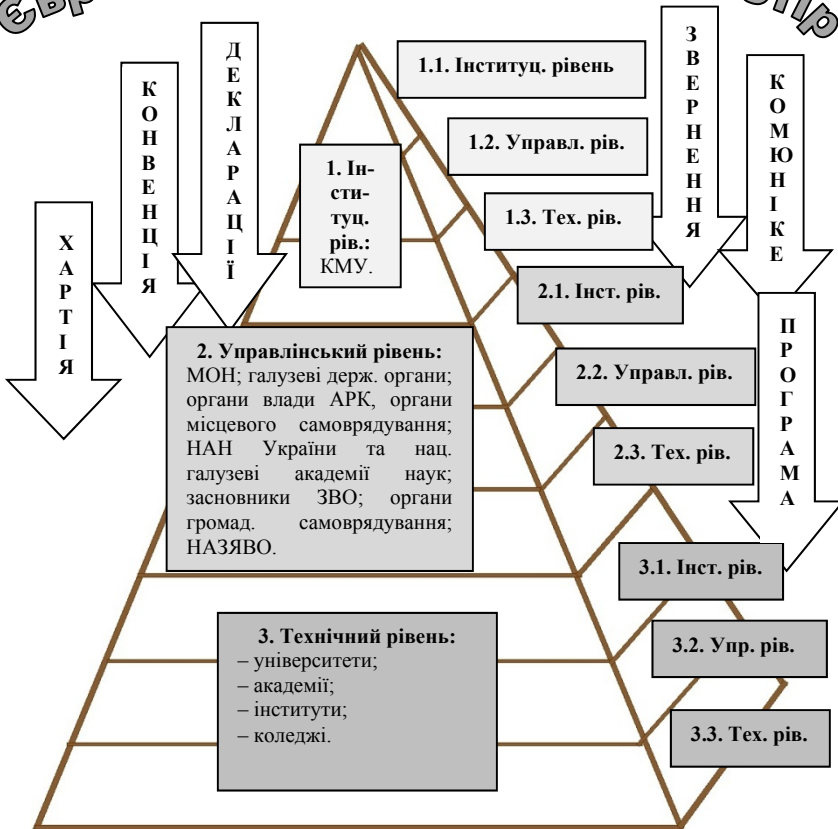 ХАРТІЯ
КОНВЕНЦІЯ
ДЕКЛАРАЦІЇ
ЗВЕРНЕННЯ
КОМЮНІКЕ
ПРОГРАМА
1. Ін-
сти-
туц.
рів.:
КМУ.
1.1. Інституц. рівень
1.2. Управл. рів.
1.3. Тех. рів.
2. Управлінський рівень:
МОН; галузеві держ. органи;
органи влади АРК, органи
місцевого самоврядування;
НАН України та нац.
галузеві академії наук;
засновники ЗВО; органи
громад. самоврядування;
НАЗЯВО.
2.1. Інст. рів.
2.2. Управл. рів.
2.3. Тех. рів.
3. Технічний рівень:
– університети;
– академії;
– інститути;
– коледжі.
3.1. Інст. рів.
3.2. Упр. рів.
3.3. Тех. рів.